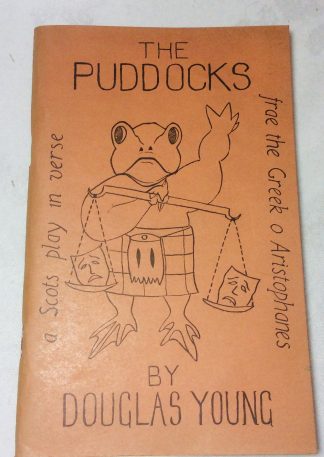 THE
PUDDOCKS
a Scots play in verse
frae the Greek o Aristophanes
BY
DOUGLAS YOUNG